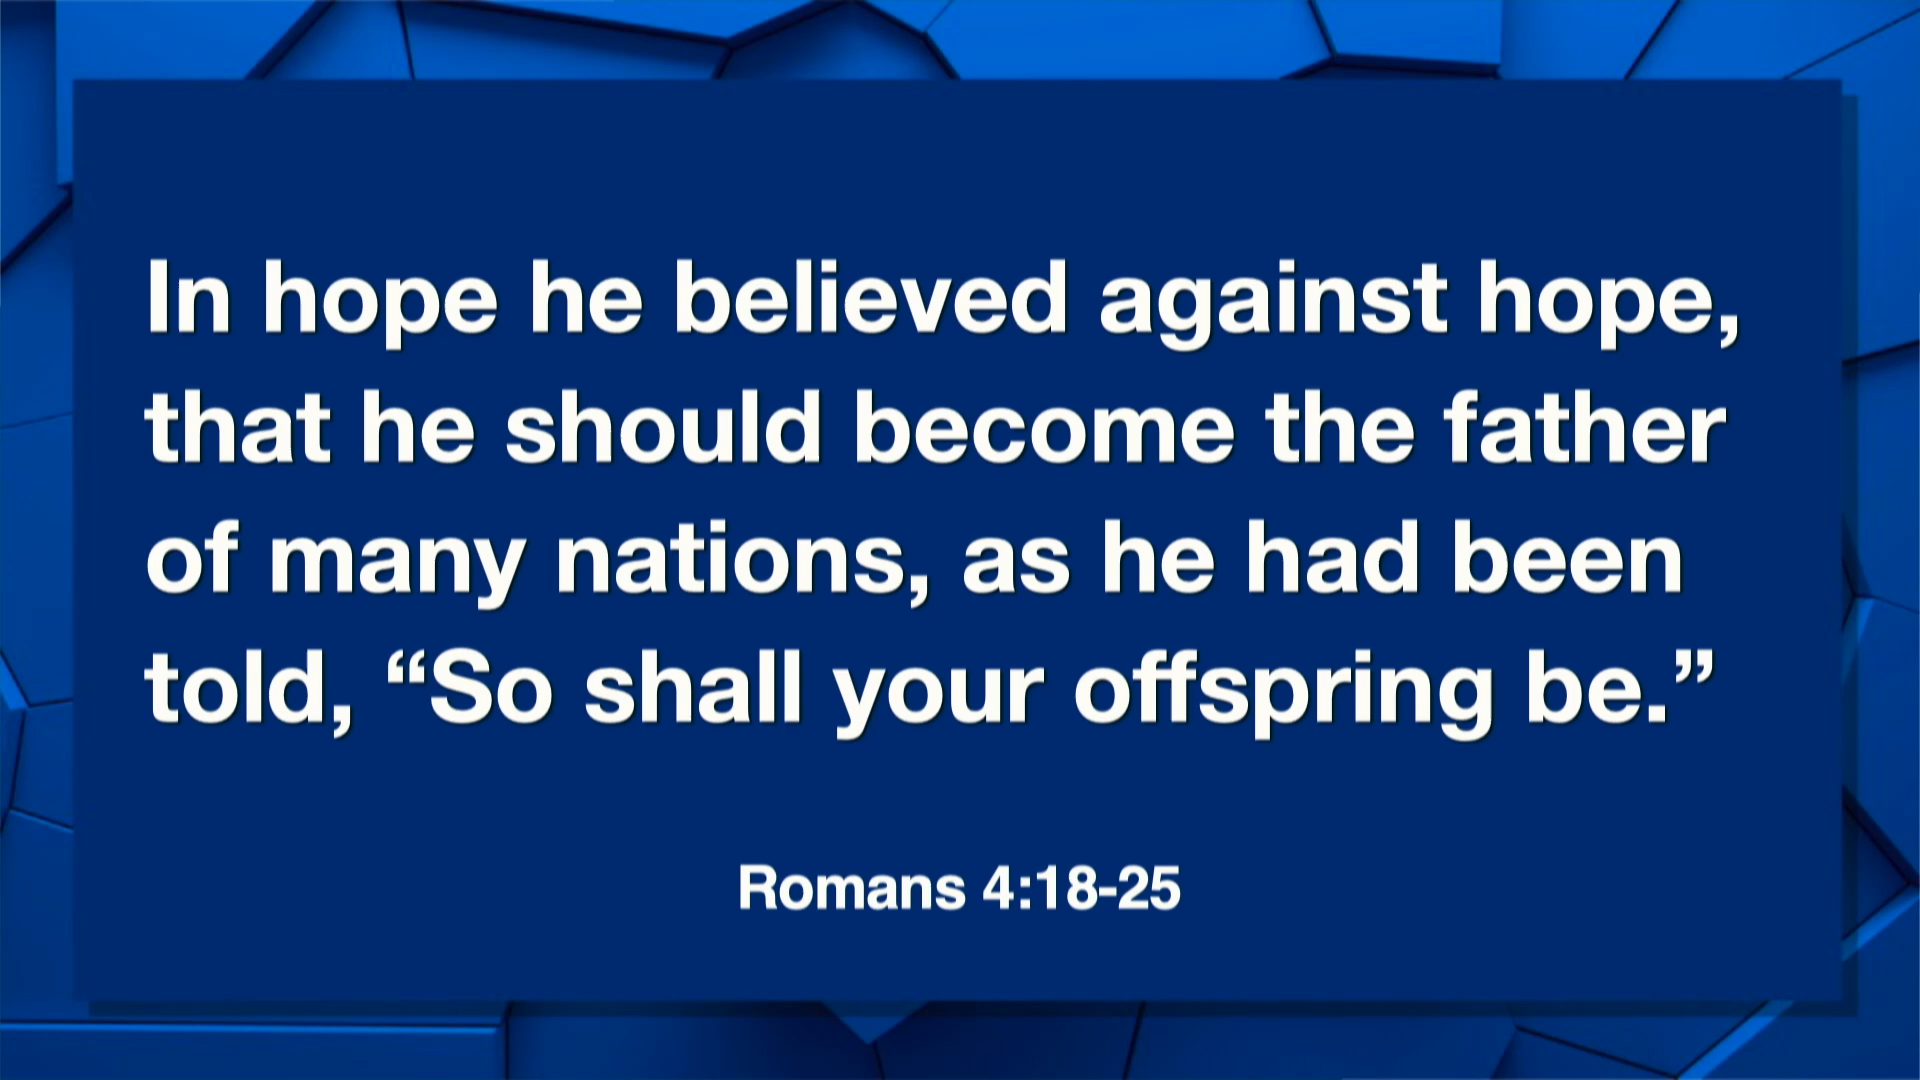 In hope he believed against hope,
that he should become the father
of many nations, as he had been
told, “So shall your offspring be.”
Romans 4:18-25